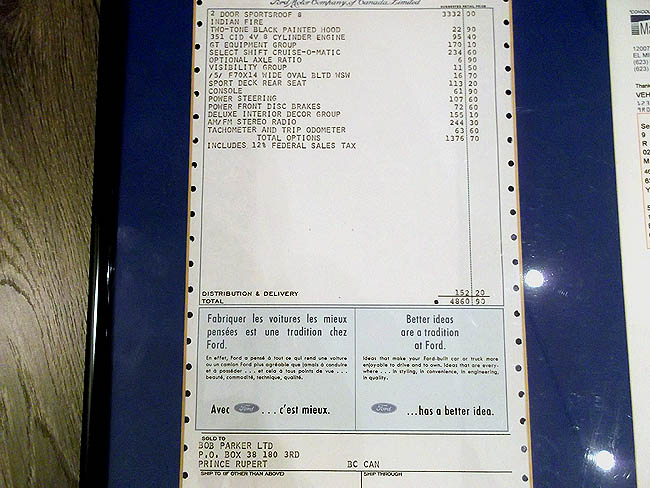 Ford Motor Company of Canada, Limited
SUGGESTED RETAIL PRICE
2 DOOR SPORTSROOF 8 3332 00
INDIAN FIRE
TWO-TONE BLACK PAINTED HOOD 22 90
351 CID 4V 8 CYLINDER ENGINE 95 40
GT EQUIPMENT GROUP 170 10
SELECT SHIFT CRUISE-O-MATIC 234 60
OPTIONAL AXLE RATIO 6 90
VISIBILITY GROUP 11 50
/5/ F70X14 WIDE OVAL BLTD WSW 16 70
SPORT DECK REAR SEAT 113 20
CONSOLE 61 90
POWER STEERING 107 60
POWER FRONT DISC BRAKES 72 60
DELUXE INTERIOR DECOR GROUP 155 10
AM/FM STEREO RADIO 244 30
TACHOMETER AND TRIP ODOMETER 63 60
TOTAL OPTIONS 1376 70
INCLUDES 12% FEDERAL SALES TAX
DISTRIBUTION & DELIVERY 152 20
TOTAL 4860 90
Fabriquer les voitures les mieux
pensées est une tradition chez
Ford.
En effet, Ford a pensé à tout ce qui rend une voiture
ou un camion Ford plus agréable que jamais à conduire
et à posséder . . . et cela à tous points de vue . . .
beauté, commodité, technique, qualité.
Avec Ford . . . c'est mieux.
Better ideas
are a tradition
at Ford.
Ideas that make your Ford-built car or truck more
enjoyable to drive and to own. Ideas that are every-
where . . . in styling, in convenience, in engineering,
in quality.
Ford ...has a better idea.
SOLD TO
BOB PARKER LTD
P.O. BOX 38 180 3RD
PRINCE RUPERT BC CAN
SHIP TO (IF OTHER THAN ABOVE) SHIP THROUGH
12007
EL MI
(623)
(623)
Thank
VEH